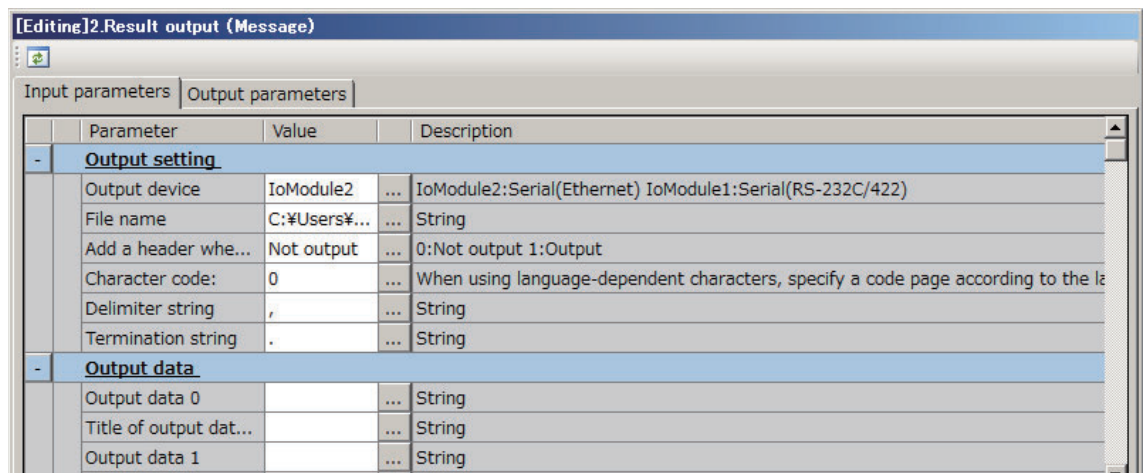 [Editing]2.Result output (Message)
Input parameters Output parameters
Parameter Value Description
- Output setting
Output device IoModule2 ... IoModule2:Serial(Ethernet) IoModule1:Serial(RS-232C/422)
File name C:¥Users¥... ... String
Add a header whe... Not output ... 0:Not output 1:Output
Character code: 0 ... When using language-dependent characters, specify a code page according to the la
Delimiter string , ... String
Termination string . ... String
- Output data
Output data 0 ... String
Title of output dat... ... String
Output data 1 ... String